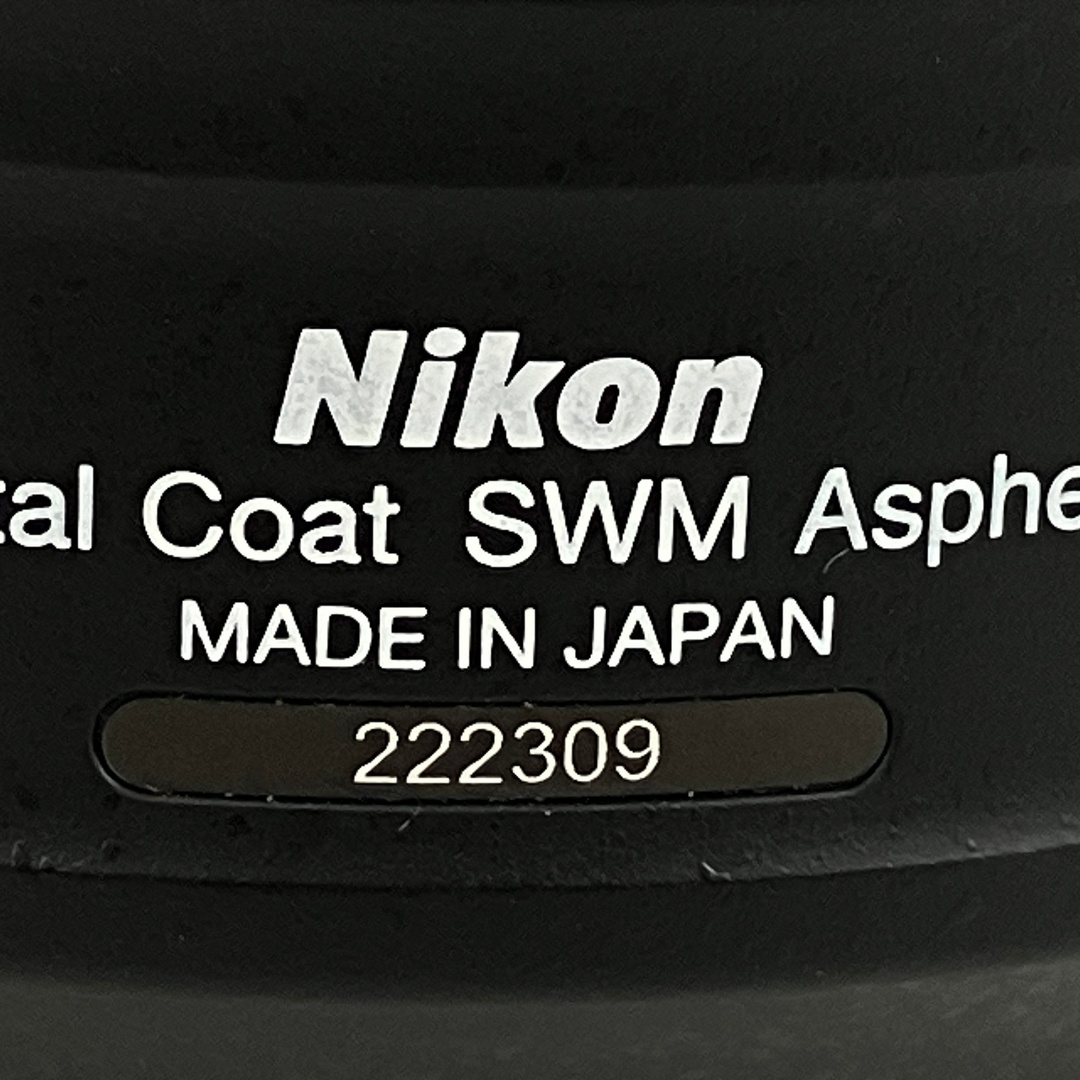 Nikon
tal Coat SWM Asphe
MADE IN JAPAN
222309